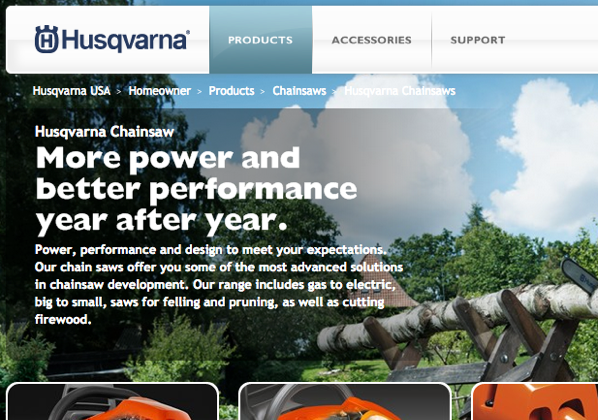 Husqvarna®
PRODUCTS
ACCESSORIES
SUPPORT
Husqvarna USA > Homeowner > Products > Chainsaws > Husqvarna Chainsaws
Husqvarna Chainsaw
More power and
better performance
year after year.
Power, performance and design to meet your expectations.
Our chain saws offer you some of the most advanced solutions
in chainsaw development. Our range includes gas to electric,
big to small, saws for felling and pruning, as well as cutting
firewood.